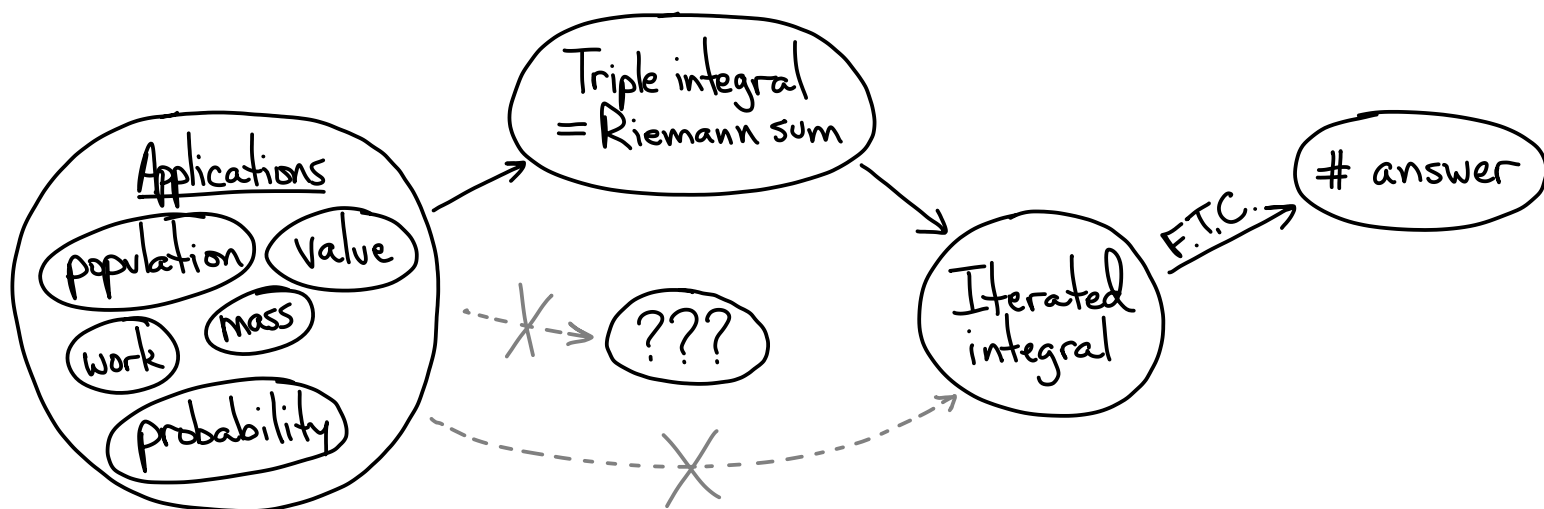 Triple integral
= Riemann sum
Applications
population
value
work
mass
probability
???
Iterated
integral
F.T.C.
# answer